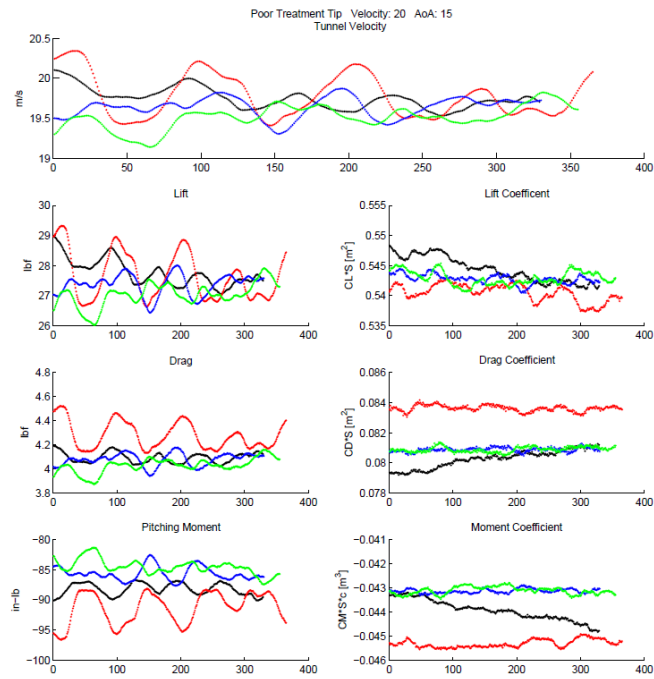 Poor Treatment Tip Velocity: 20 AoA: 15
Tunnel Velocity
20.5
20
19.5
19
m/s
0 50 100 150 200 250 300 350 400
Lift
30
29
28
27
26
lbf
0 100 200 300 400
Lift Coefficent
0.555
0.55
0.545
0.54
0.535
CL*S [m²]
0 100 200 300 400
Drag
4.8
4.6
4.4
4.2
4
3.8
lbf
0 100 200 300 400
Drag Coefficient
0.086
0.084
0.082
0.08
0.078
CD*S [m²]
0 100 200 300 400
Pitching Moment
−80
−85
−90
−95
−100
in−lb
0 100 200 300 400
Moment Coefficient
−0.041
−0.042
−0.043
−0.044
−0.045
−0.046
CM*S*c [m³]
0 100 200 300 400